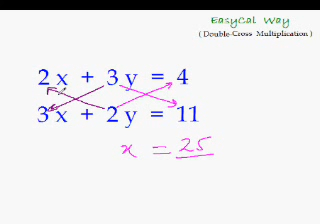 EasyCal Way
(Double-Cross Multiplication)
2x + 3y = 4
3x + 2y = 11
x = 25